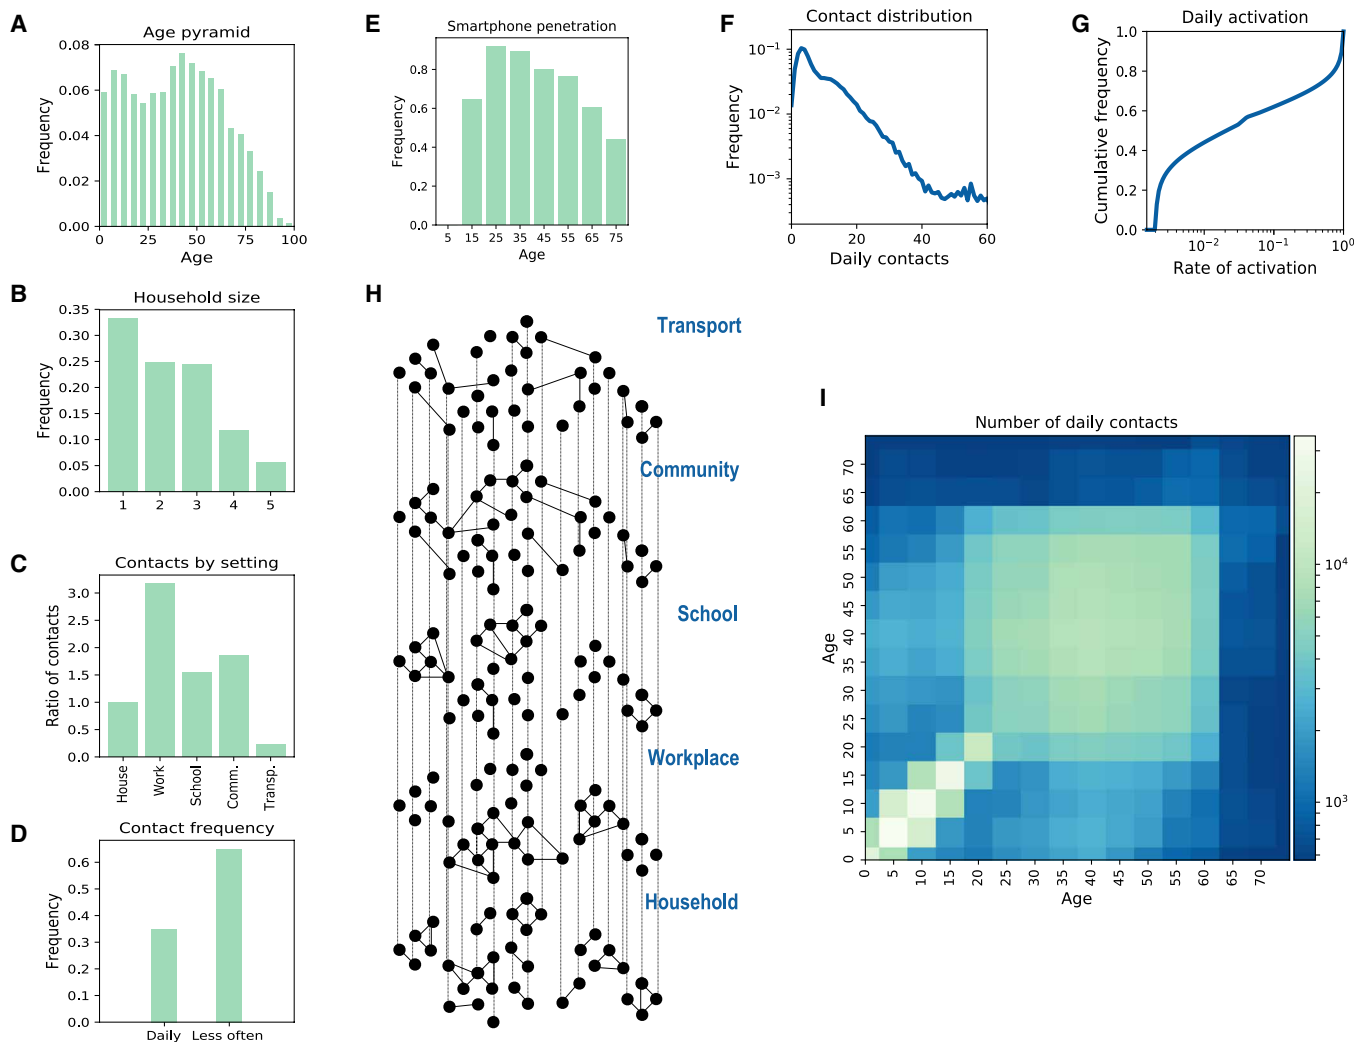 A
Age pyramid
Frequency
0.08
0.06
0.04
0.02
0.00
0 25 50 75 100
Age
B
Household size
Frequency
0.35
0.30
0.25
0.20
0.15
0.10
0.05
0.00
1 2 3 4 5
C
Contacts by setting
Ratio of contacts
3.0
2.5
2.0
1.5
1.0
0.5
0.0
House Work School Comm. Transp.
D
Contact frequency
Frequency
0.6
0.5
0.4
0.3
0.2
0.1
0.0
Daily Less often
E
Smartphone penetration
Frequency
0.8
0.6
0.4
0.2
0.0
5 15 25 35 45 55 65 75
Age
F
Contact distribution
Frequency
10⁻¹
10⁻²
10⁻³
0 20 40 60
Daily contacts
G
Daily activation
Cumulative frequency
1.0
0.8
0.6
0.4
0.2
0.0
10⁻² 10⁻¹ 10⁰
Rate of activation
H
Transport
Community
School
Workplace
Household
I
Number of daily contacts
Age
70
65
60
55
50
45
40
35
30
25
20
15
10
5
0
0 5 10 15 20 25 30 35 40 45 50 55 60 65 70
Age
10⁴
10³